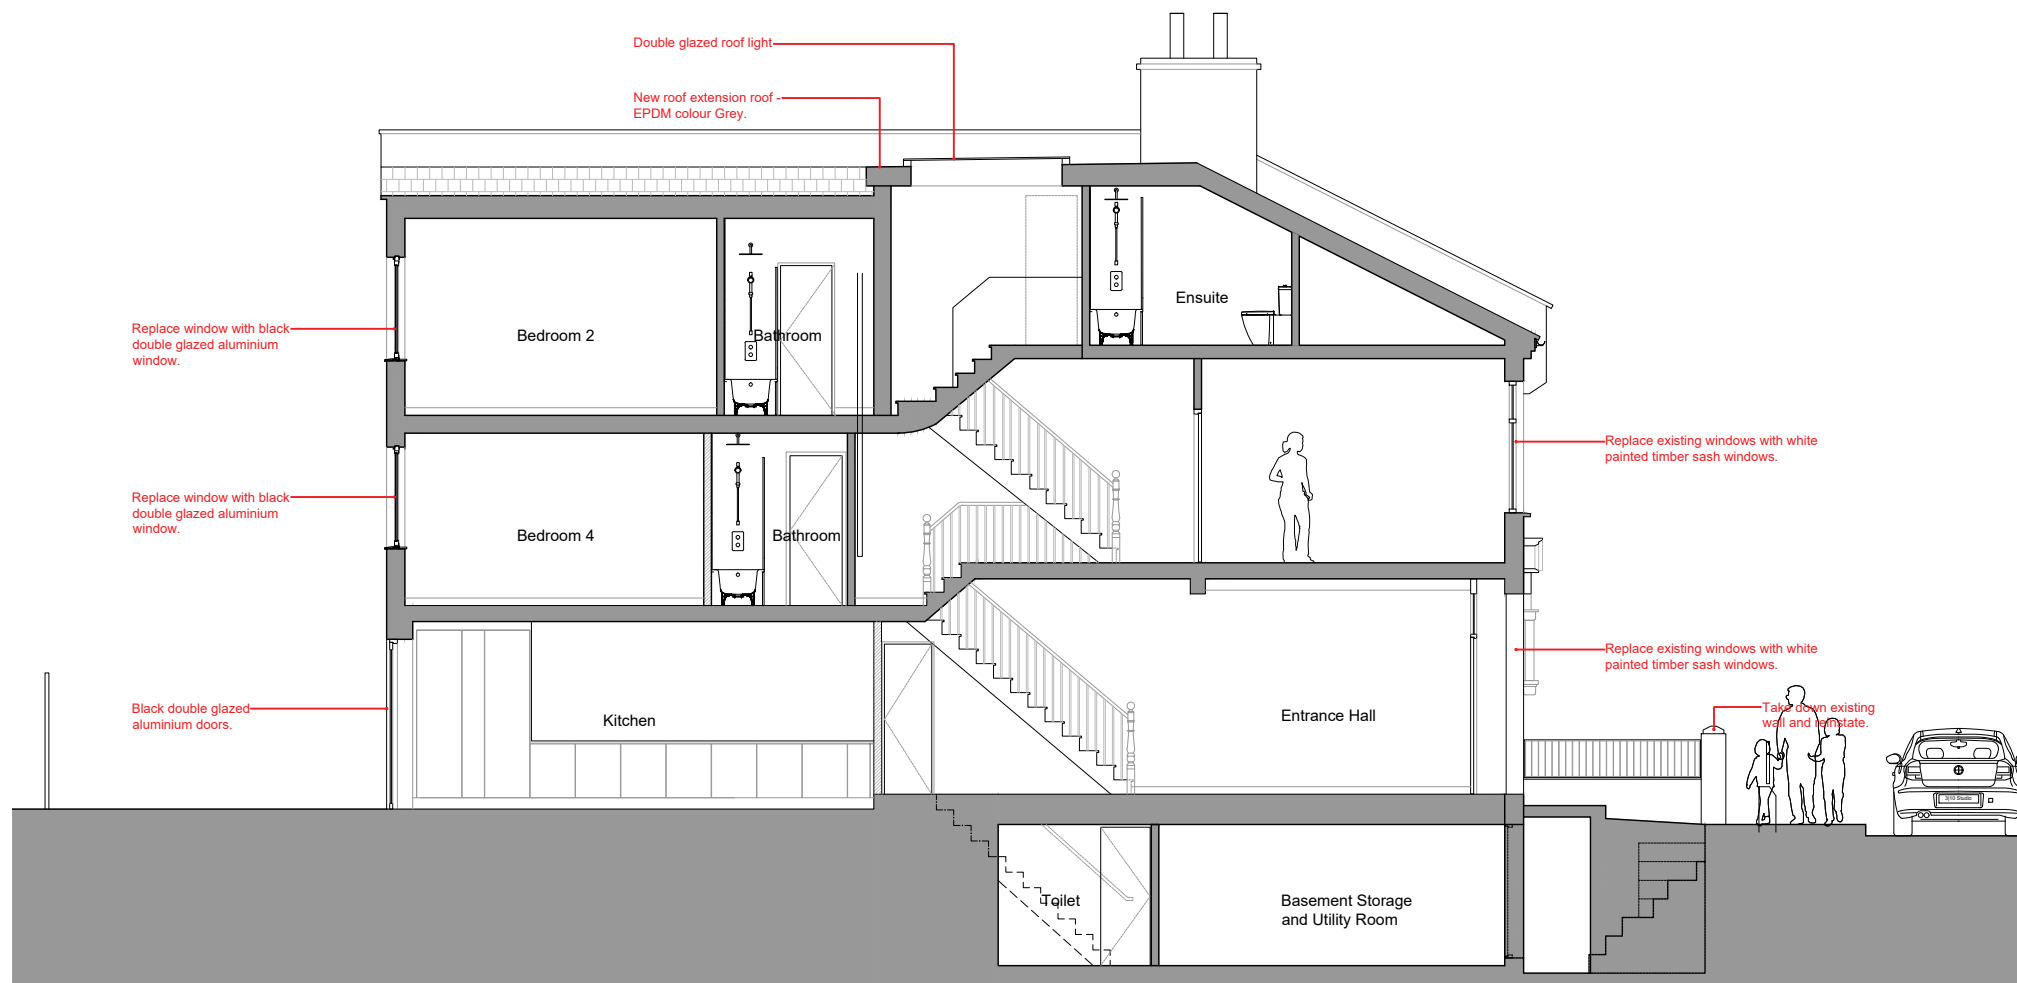 Double glazed roof light
New roof extension roof -
EPDM colour Grey.
Ensuite
Bedroom 2
Bathroom
Replace window with black
double glazed aluminium
window.
Replace existing windows with white
painted timber sash windows.
Replace window with black
double glazed aluminium
window.
Bedroom 4
Bathroom
Replace existing windows with white
painted timber sash windows.
Black double glazed
aluminium doors.
Kitchen
Entrance Hall
Take down existing
wall and reinstate.
3|10 Studio
Toilet
Basement Storage
and Utility Room